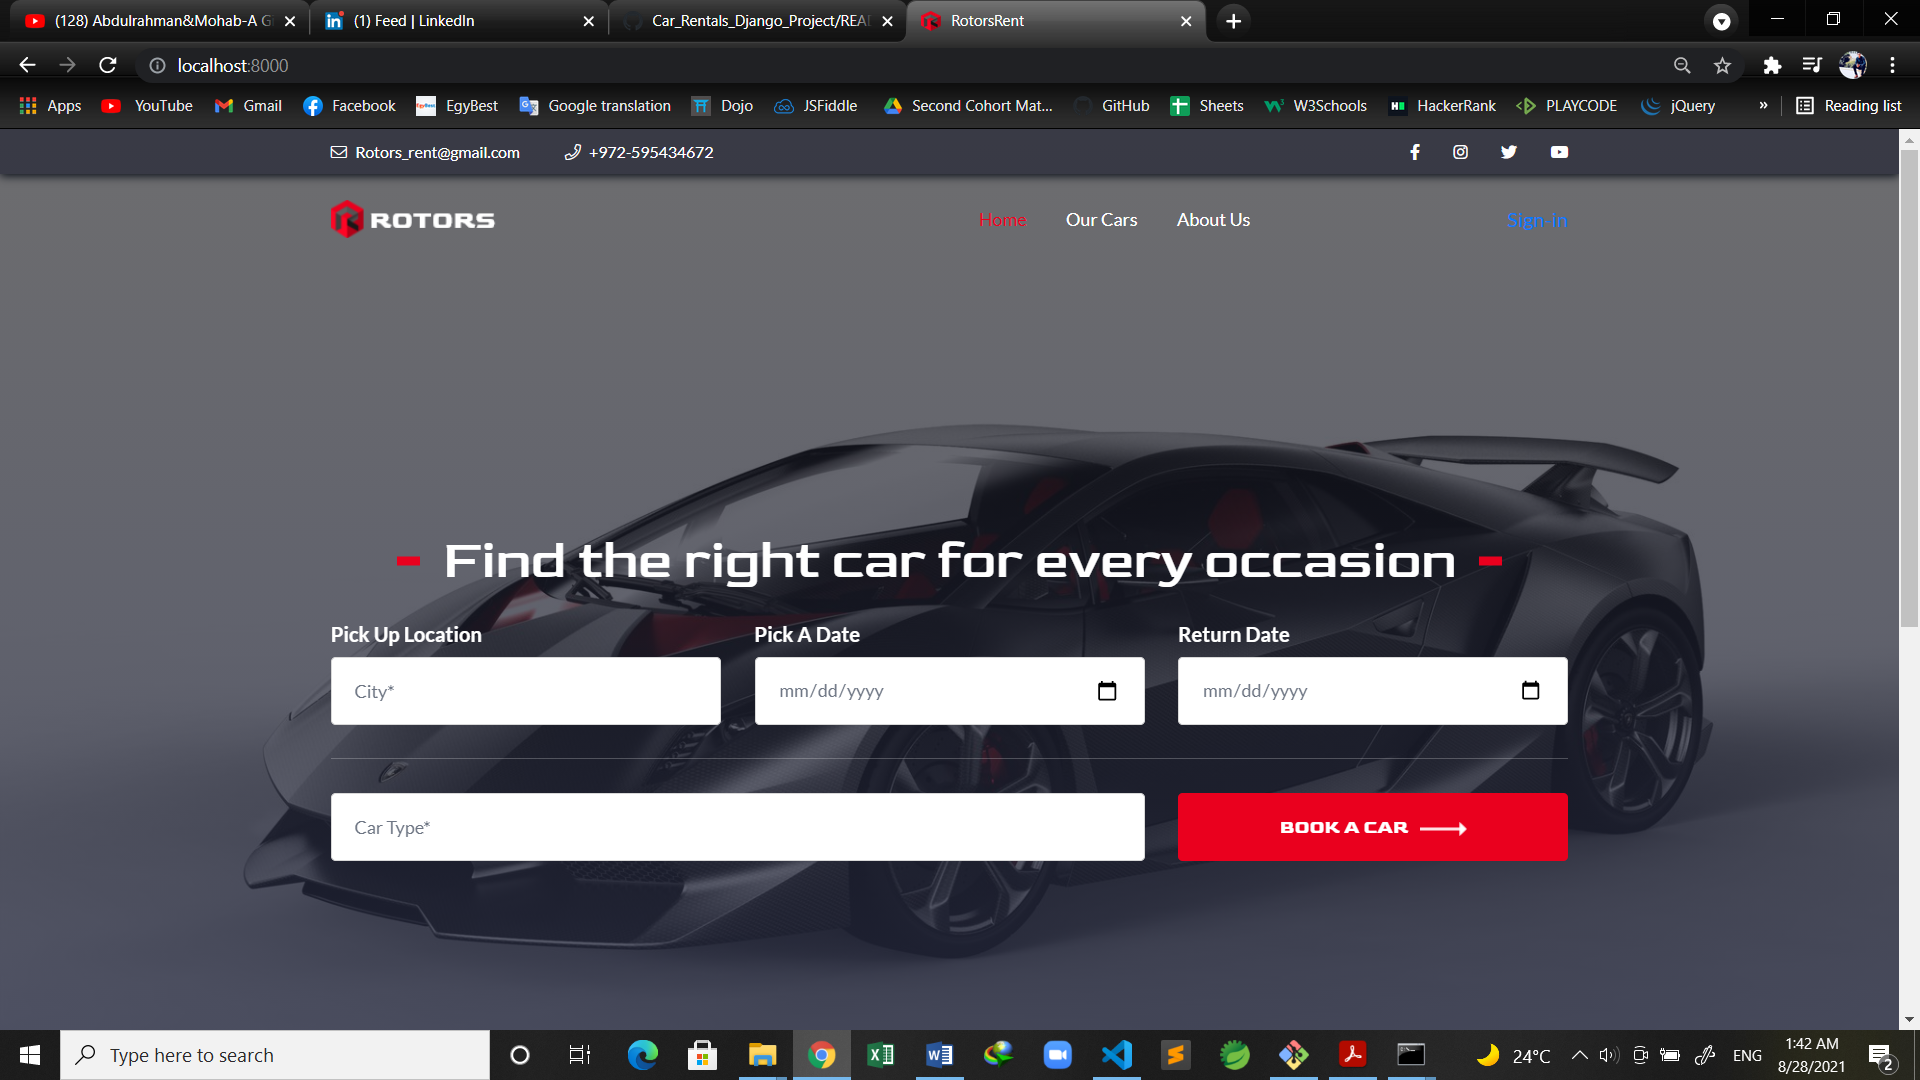 (128) Abdulrahman&Mohab-A G
(1) Feed | LinkedIn
Car_Rentals_Django_Project/REA
RotorsRent
localhost:8000
Apps YouTube Gmail Facebook EgyBest Google translation Dojo JSFiddle Second Cohort Mat... GitHub Sheets W3Schools HackerRank PLAYCODE jQuery » Reading list
Rotors_rent@gmail.com +972-595434672
ROTORS Home Our Cars About Us Sign in
- Find the right car for every occasion -
Pick Up Location Pick A Date Return Date
City* mm/dd/yyyy mm/dd/yyyy
Car Type* BOOK A CAR
Type here to search
24°C ENG
1:42 AM
8/28/2021
2